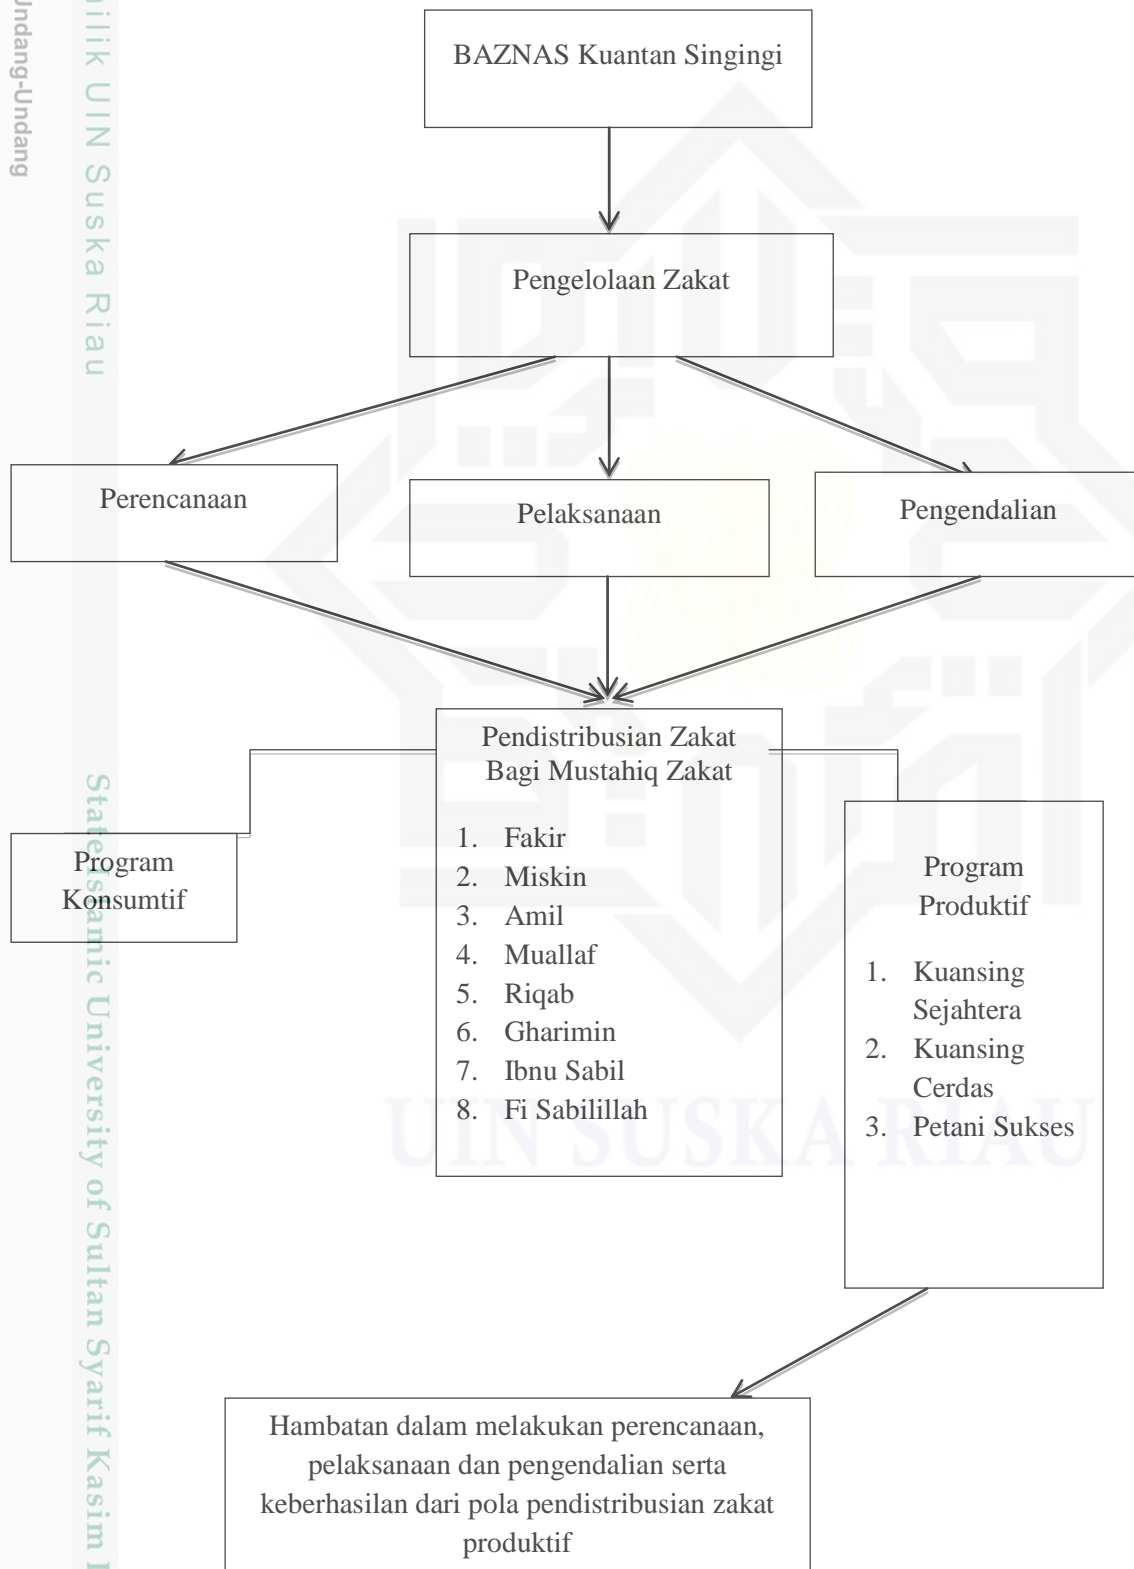 Undang-Undang
milik UIN Suska Riau
State Islamic University of Sultan Syarif Kasim
BAZNAS Kuantan Singingi
Pengelolaan Zakat
Perencanaan
Pelaksanaan
Pengendalian
Pendistribusian Zakat
Bagi Mustahiq Zakat
1. Fakir
2. Miskin
3. Amil
4. Muallaf
5. Riqab
6. Gharimin
7. Ibnu Sabil
8. Fi Sabilillah
Program
Konsumtif
Program
Produktif
1. Kuansing
Sejahtera
2. Kuansing
Cerdas
3. Petani Sukses
UIN SUSKA RIAU
Hambatan dalam melakukan perencanaan,
pelaksanaan dan pengendalian serta
keberhasilan dari pola pendistribusian zakat
produktif